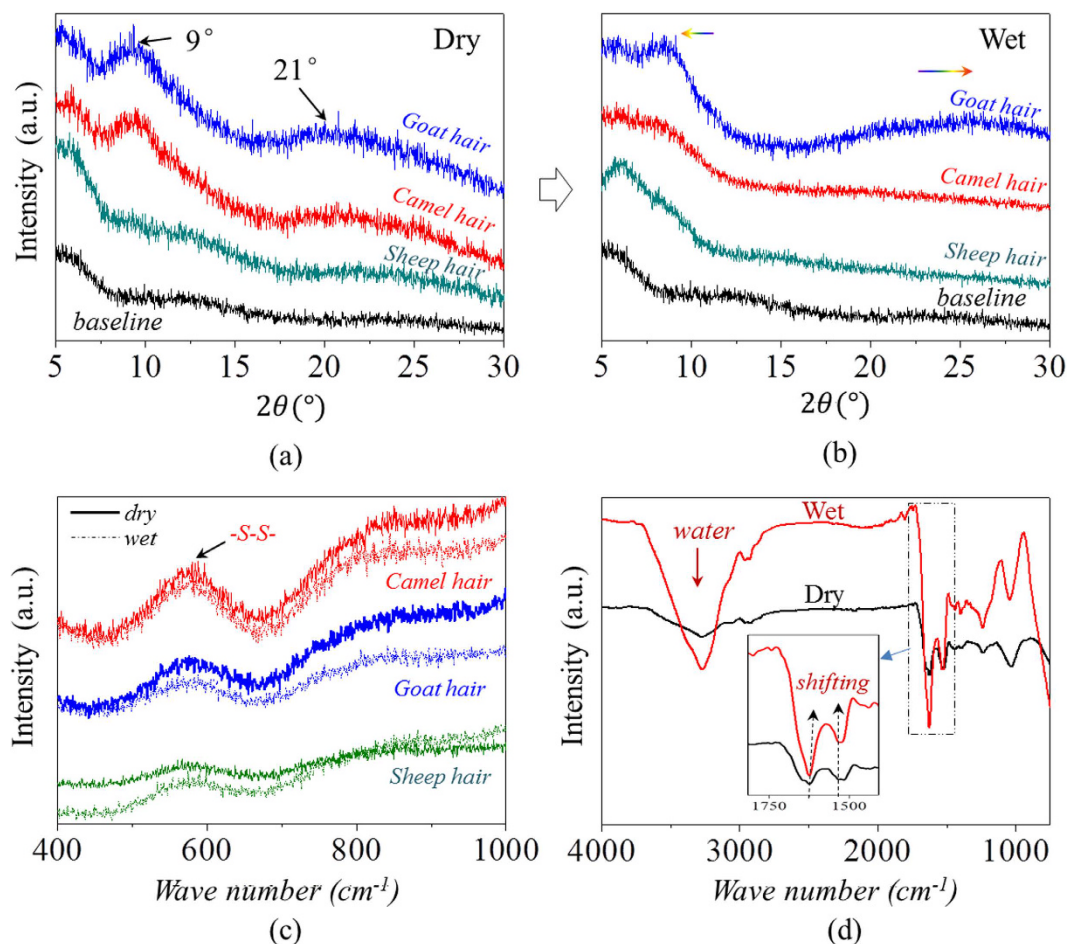 Dry
9°
21°
Goat hair
Camel hair
Sheep hair
baseline
Intensity (a.u.)
5 10 15 20 25 30
2θ (°)
(a)
Wet
Goat hair
Camel hair
Sheep hair
baseline
Intensity (a.u.)
5 10 15 20 25 30
2θ (°)
(b)
dry
wet
-S-S-
Camel hair
Goat hair
Sheep hair
Intensity (a.u.)
400 600 800 1000
Wave number (cm-1)
(c)
Wet
water
Dry
shifting
1750 1500
Intensity (a.u.)
4000 3000 2000 1000
Wave number (cm-1)
(d)